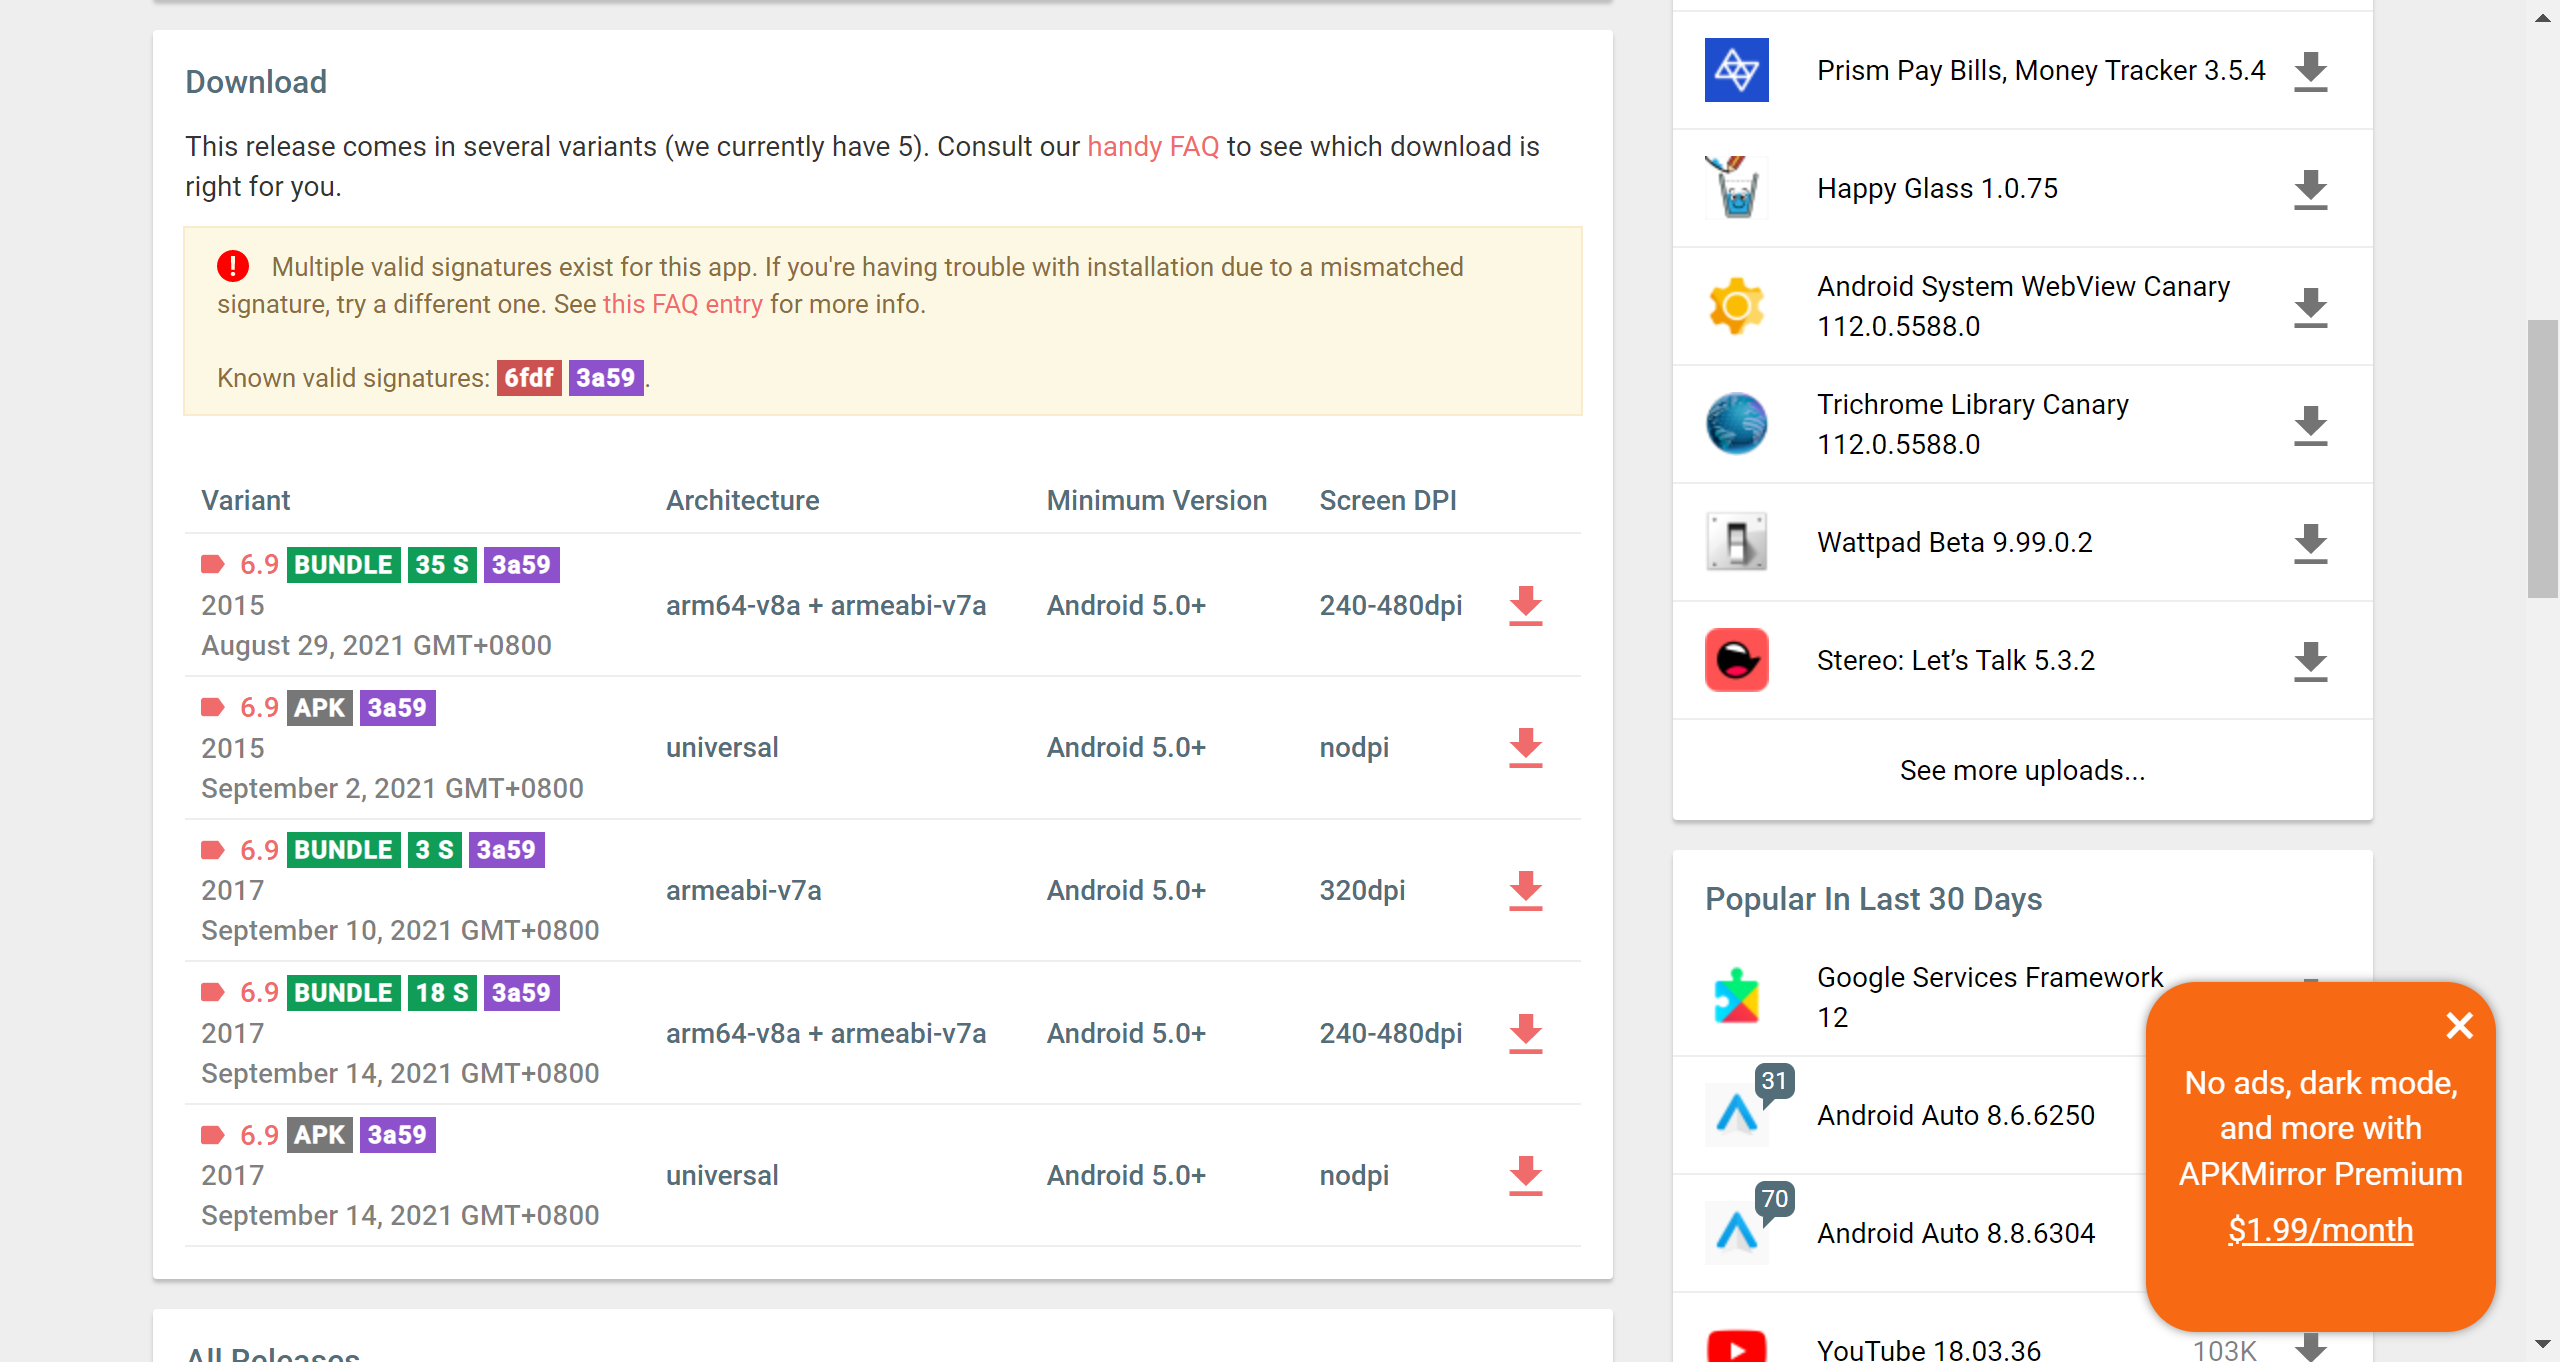 Download
This release comes in several variants (we currently have 5). Consult our handy FAQ to see which download is
right for you.
Multiple valid signatures exist for this app. If you're having trouble with installation due to a mismatched
signature, try a different one. See this FAQ entry for more info.
Known valid signatures: 6fdf 3a59.
Variant Architecture Minimum Version Screen DPI
6.9 BUNDLE 35 S 3a59
2015
August 29, 2021 GMT+0800
arm64-v8a + armeabi-v7a Android 5.0+ 240-480dpi
6.9 APK 3a59
2015
September 2, 2021 GMT+0800
universal Android 5.0+ nodpi
6.9 BUNDLE 3 S 3a59
2017
September 10, 2021 GMT+0800
armeabi-v7a Android 5.0+ 320dpi
6.9 BUNDLE 18 S 3a59
2017
September 14, 2021 GMT+0800
arm64-v8a + armeabi-v7a Android 5.0+ 240-480dpi
6.9 APK 3a59
2017
September 14, 2021 GMT+0800
universal Android 5.0+ nodpi
All Releases
Prism Pay Bills, Money Tracker 3.5.4
Happy Glass 1.0.75
Android System WebView Canary
112.0.5588.0
Trichrome Library Canary
112.0.5588.0
Wattpad Beta 9.99.0.2
Stereo: Let’s Talk 5.3.2
See more uploads...
Popular In Last 30 Days
Google Services Framework
12
31
Android Auto 8.6.6250
70
Android Auto 8.8.6304
YouTube 18.03.36 103K
No ads, dark mode,
and more with
APKMirror Premium
$1.99/month